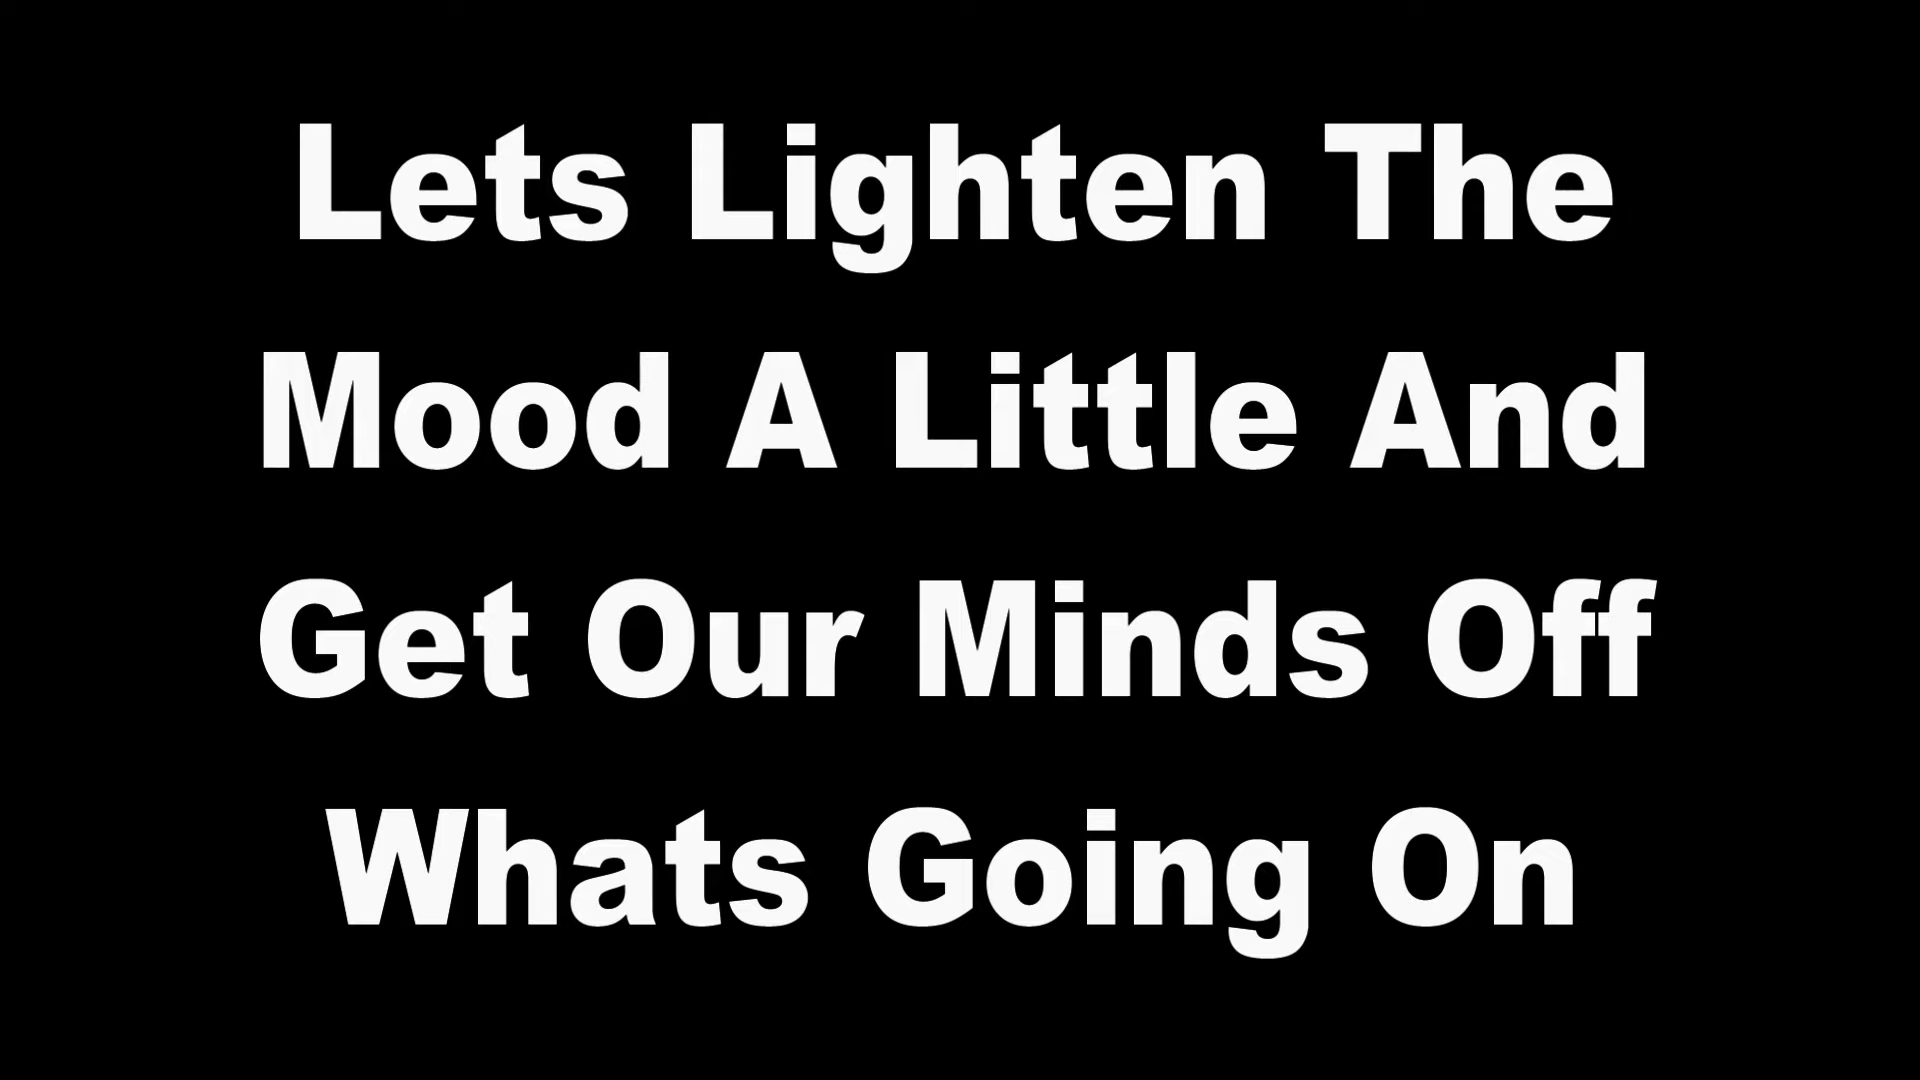 Lets Lighten The
Mood A Little And
Get Our Minds Off
Whats Going On